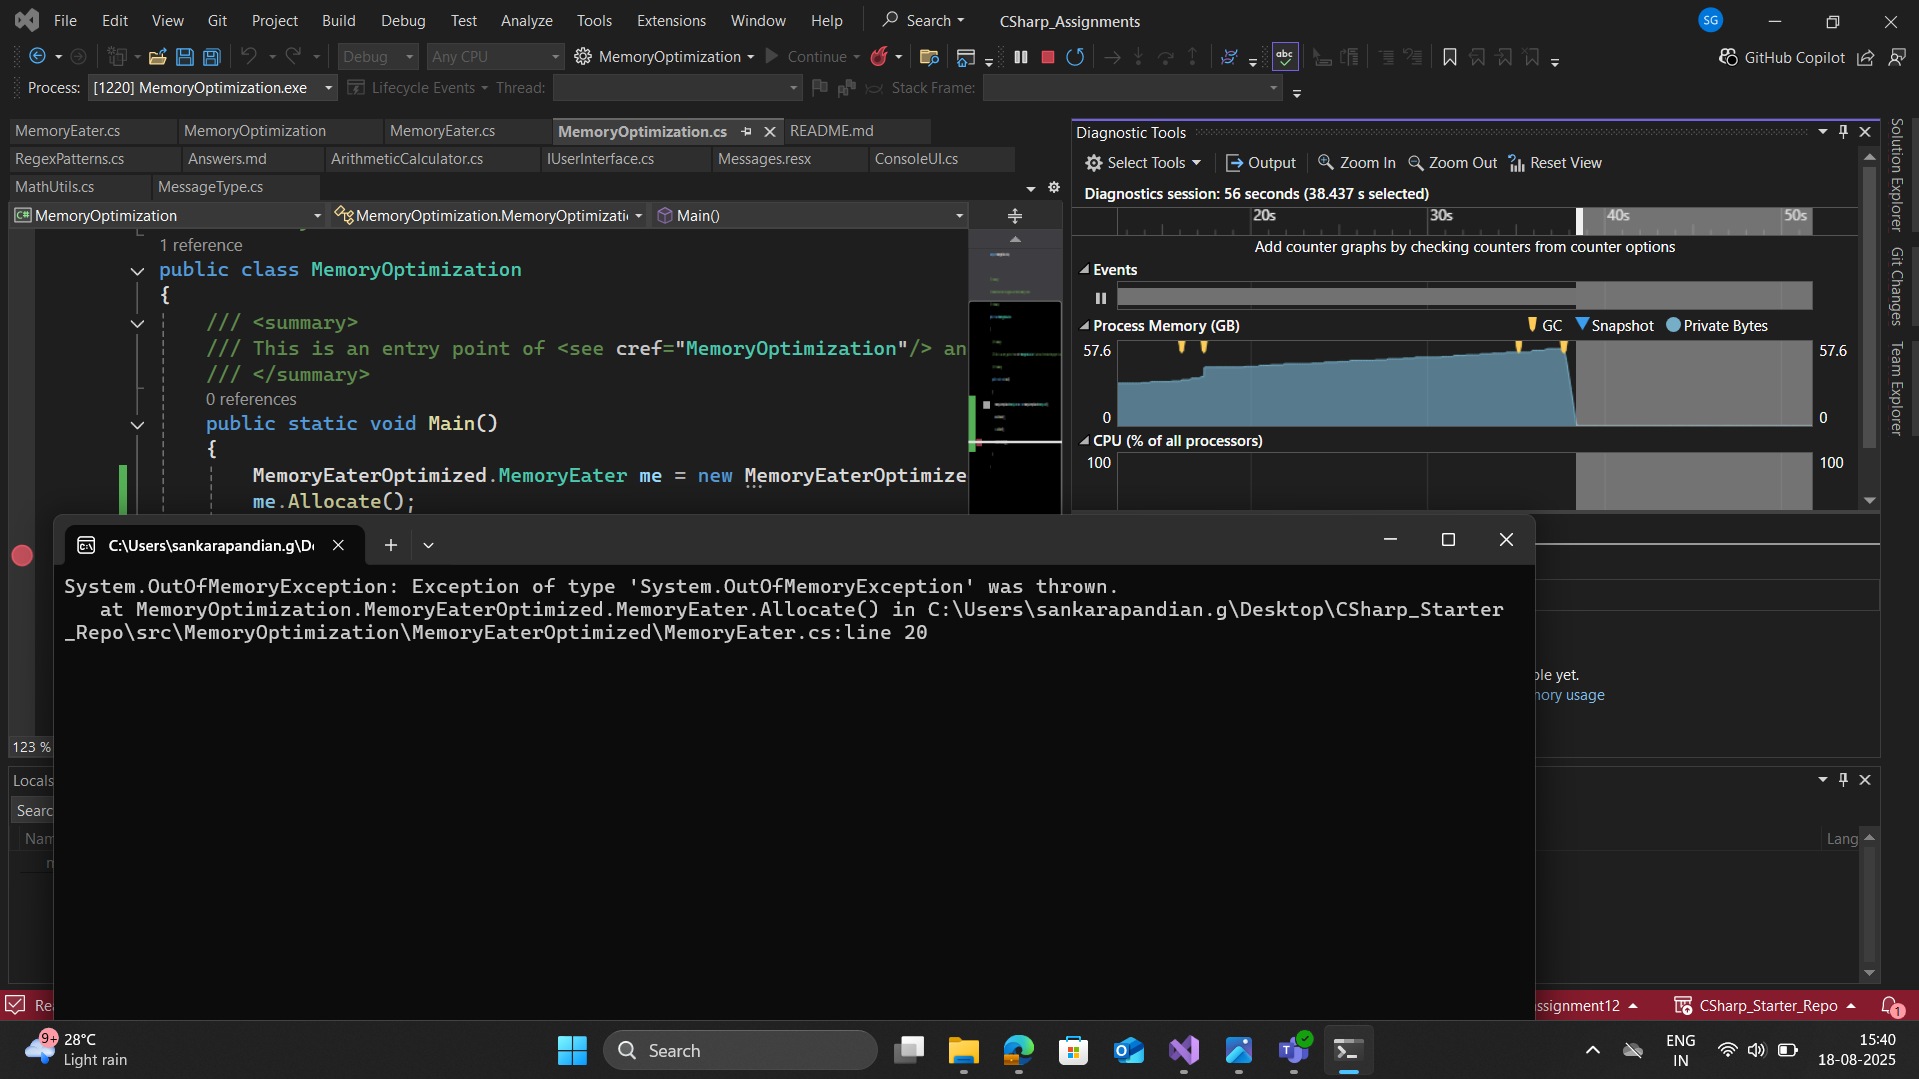 File Edit View Git Project Build Debug Test Analyze Tools Extensions Window Help Search CSharp_Assignments SG
Debug Any CPU MemoryOptimization Continue GitHub Copilot
Process: [1220] MemoryOptimization.exe Lifecycle Events Thread: Stack Frame:
MemoryEater.cs MemoryOptimization MemoryEater.cs MemoryOptimization.cs README.md
RegexPatterns.cs Answers.md ArithmeticCalculator.cs IUserInterface.cs Messages.resx ConsoleUI.cs
MathUtils.cs MessageType.cs
C# MemoryOptimization MemoryOptimization.MemoryOptimizati Main()
1 reference
public class MemoryOptimization
{
/// <summary>
/// This is an entry point of <see cref="MemoryOptimization"/> an
/// </summary>
0 references
public static void Main()
{
MemoryEaterOptimized.MemoryEater me = new MemoryEaterOptimize
me.Allocate();
Diagnostic Tools
Select Tools Output Zoom In Zoom Out Reset View
Diagnostics session: 56 seconds (38.437 s selected)
20s 30s 40s 50s
Add counter graphs by checking counters from counter options
Events
Process Memory (GB) GC Snapshot Private Bytes
57.6 57.6
0 0
CPU (% of all processors)
100 100
Solution Explorer
Git Changes
Team Explorer
C:\Users\sankarapandian.g\De
System.OutOfMemoryException: Exception of type 'System.OutOfMemoryException' was thrown.
at MemoryOptimization.MemoryEaterOptimized.MemoryEater.Allocate() in C:\Users\sankarapandian.g\Desktop\CSharp_Starter
_Repo\src\MemoryOptimization\MemoryEaterOptimized\MemoryEater.cs:line 20
ble yet.
nory usage
123 %
Locals
Searc
Nam
Lang
Re
ssignment12 CSharp_Starter_Repo 1
9+ 28°C
Light rain
Search
ENG
IN
15:40
18-08-2025